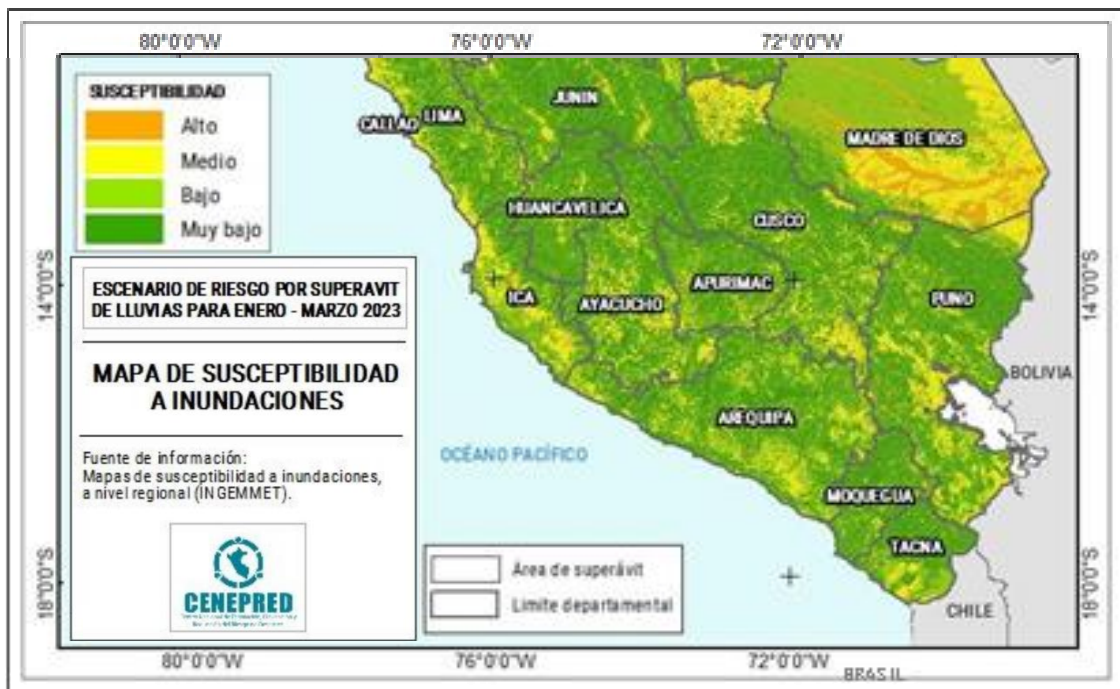 80°0'0"W 76°0'0"W 72°0'0"W
SUSCEPTIBILIDAD
Alto
Medio
Bajo
Muy bajo
JUNIN
LIMA
CALLAO
MADRE DE DIOS
HUANCAVELICA
CUSCO
14°0'0"S
14°0'0"S
ICA
AYACUCHO
APURIMAC
PUNO
ESCENARIO DE RIESGO POR SUPERAVIT
DE LLUVIAS PARA ENERO - MARZO 2023
MAPA DE SUSCEPTIBILIDAD
A INUNDACIONES
BOLIVIA
AREQUIPA
OCÉANO PACÍFICO
Fuente de información:
Mapas de susceptibilidad a inundaciones,
a nivel regional (INGEMMET).
MOQUEGUA
TACNA
CENEPRED
Área de superávit
Limite departamental
18°0'0"S
18°0'0"S
CHILE
80°0'0"W 76°0'0"W 72°0'0"W
BRASIL